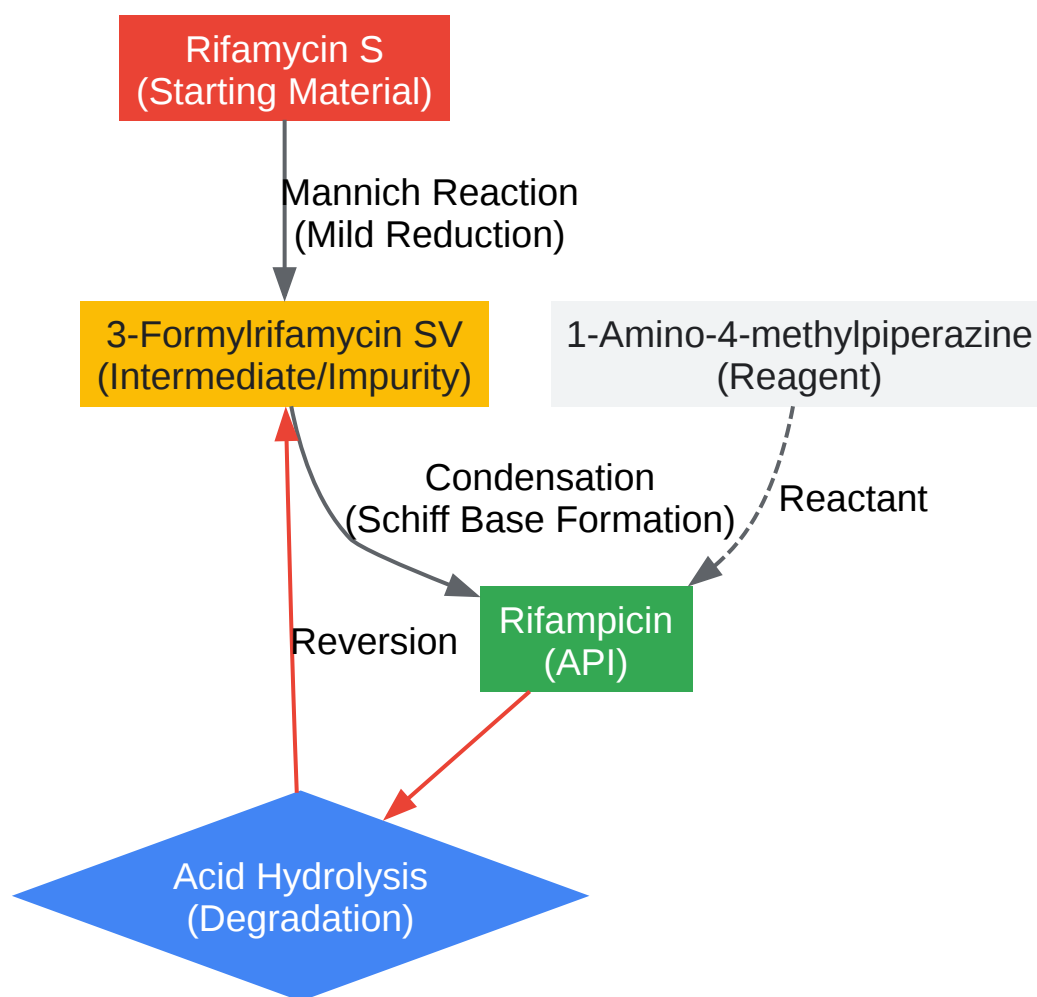 Rifamycin S
(Starting Material)
Mannich Reaction
(Mild Reduction)
3-Formylrifamycin SV
(Intermediate/Impurity)
1-Amino-4-methylpiperazine
(Reagent)
Condensation
(Schiff Base Formation)
Reactant
Rifampicin
(API)
Reversion
Acid Hydrolysis
(Degradation)